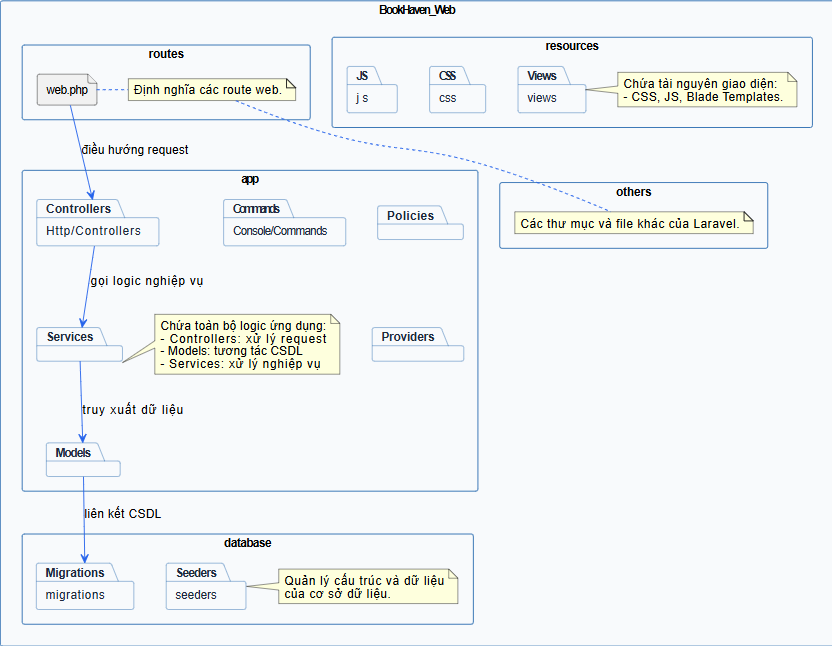 BookHaven_Web
routes
web.php
Định nghĩa các route web.
resources
JS
js
CSS
css
Views
views
Chứa tài nguyên giao diện:
- CSS, JS, Blade Templates.
điều hướng request
app
Controllers
Http/Controllers
Commands
Console/Commands
Policies
others
Các thư mục và file khác của Laravel.
gọi logic nghiệp vụ
Services
Chứa toàn bộ logic ứng dụng:
- Controllers: xử lý request
- Models: tương tác CSDL
- Services: xử lý nghiệp vụ
Providers
truy xuất dữ liệu
Models
liên kết CSDL
database
Migrations
migrations
Seeders
seeders
Quản lý cấu trúc và dữ liệu
của cơ sở dữ liệu.